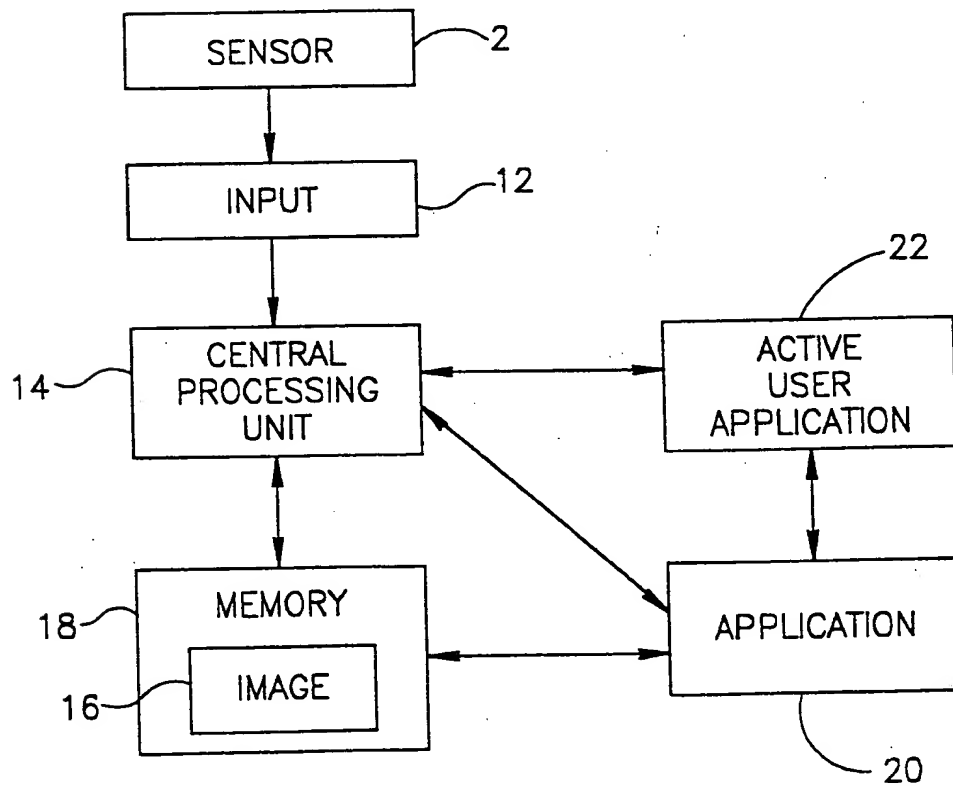 SENSOR
2
INPUT
12
22
CENTRAL
PROCESSING
UNIT
14
ACTIVE
USER
APPLICATION
MEMORY
18
IMAGE
16
APPLICATION
20